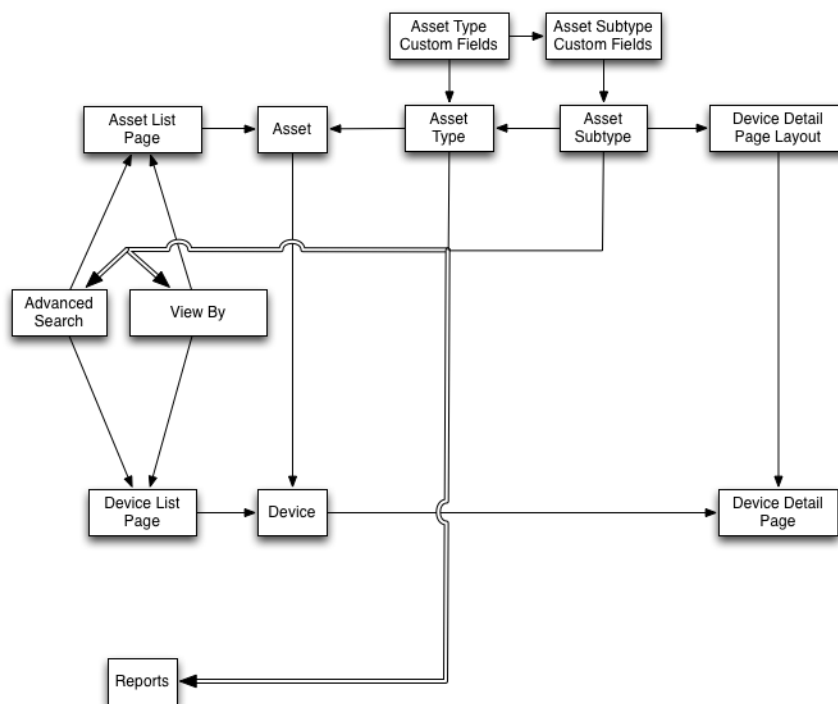 Asset Type
Custom Fields
Asset Subtype
Custom Fields
Asset List
Page
Asset
Asset
Type
Asset
Subtype
Device Detail
Page Layout
Advanced
Search
View By
Device List
Page
Device
Device Detail
Page
Reports